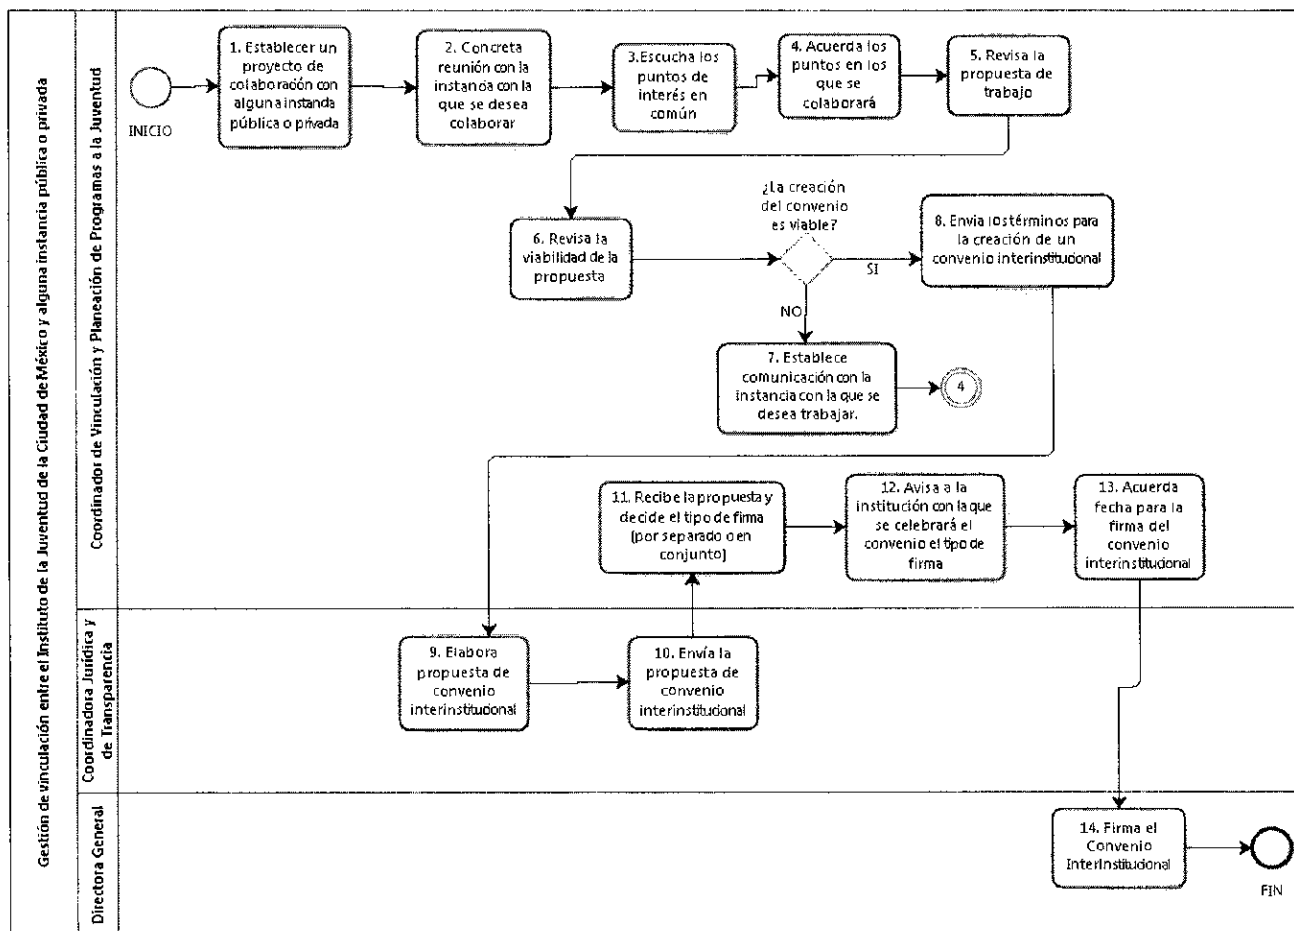 Gestión de vinculación entre el Instituto de la Juventud de la Ciudad de México y alguna instancia pública o privada
Coordinador de Vinculación y Planeación de Programas a la Juventud
INICIO
1. Establecer un
proyecto de
colaboración con
alguna instancia
pública o privada
2. Concreta
reunión con la
instancia con la
que se desea
colaborar
3.Escucha los
puntos de
interés en
común
4. Acuerda los
puntos en los
que se
colaborará
5. Revisa la
propuesta de
trabajo
6. Revisa la
viabilidad de la
propuesta
¿La creación
del convenio
es viable?
SI
NO
8. Envia los términos para
la creación de un
convenio interinstitucional
7. Establece
comunicación con la
instancia con la que se
desea trabajar.
4
11. Recibe la propuesta y
decide el tipo de firma
(por separado o en
conjunto)
12. Avisa a la
institución con la que
se celebrará el
convenio el tipo de
firma
13. Acuerda
fecha para la
firma del
convenio
interinstitucional
Coordinadora Jurídica y
de Transparencia
9. Elabora
propuesta de
convenio
interinstitucional
10. Envía la
propuesta de
convenio
interinstitucional
Directora General
14. Firma el
Convenio
InterInstitucional
FIN